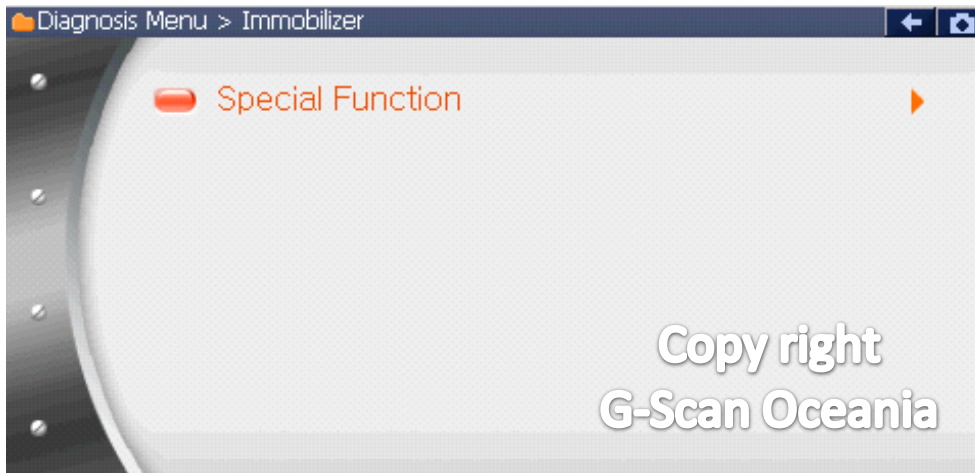 Diagnosis Menu > Immobilizer
Special Function
Copy right
G-Scan Oceania